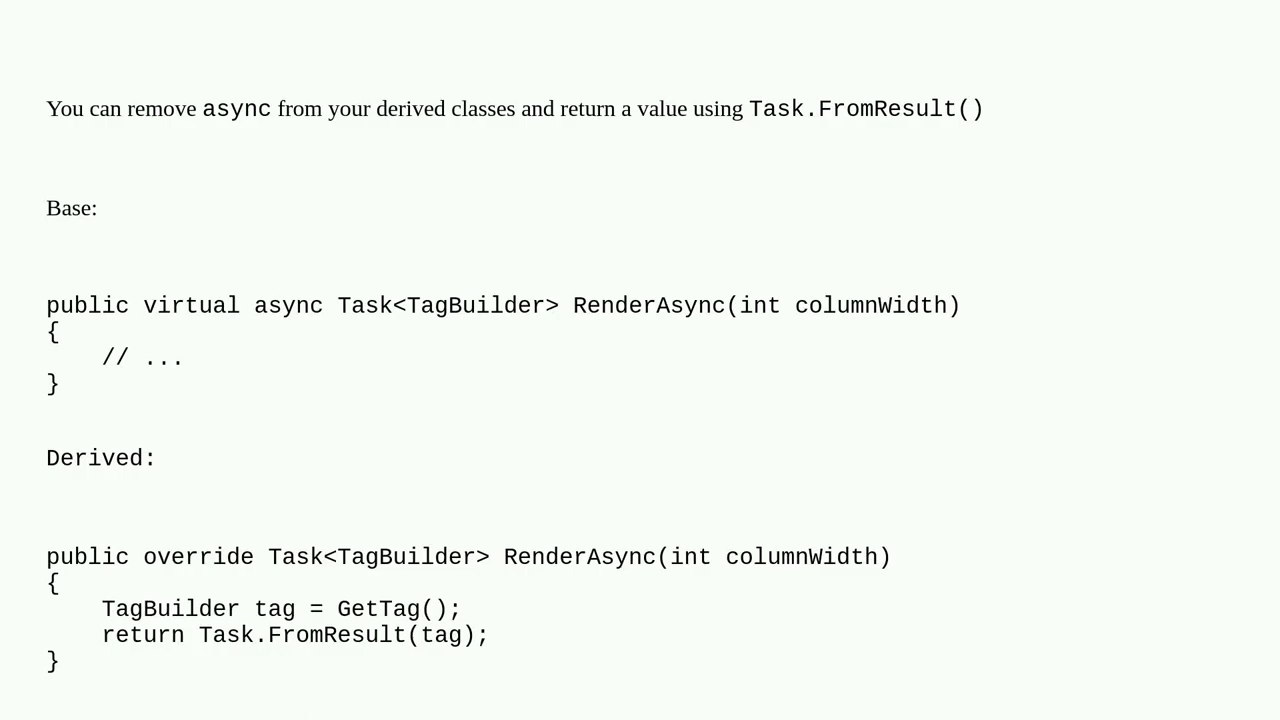 You can remove async from your derived classes and return a value using Task.FromResult()
Base:
public virtual async Task<TagBuilder> RenderAsync(int columnWidth)
{
    // ...
}
Derived:
public override Task<TagBuilder> RenderAsync(int columnWidth)
{
    TagBuilder tag = GetTag();
    return Task.FromResult(tag);
}